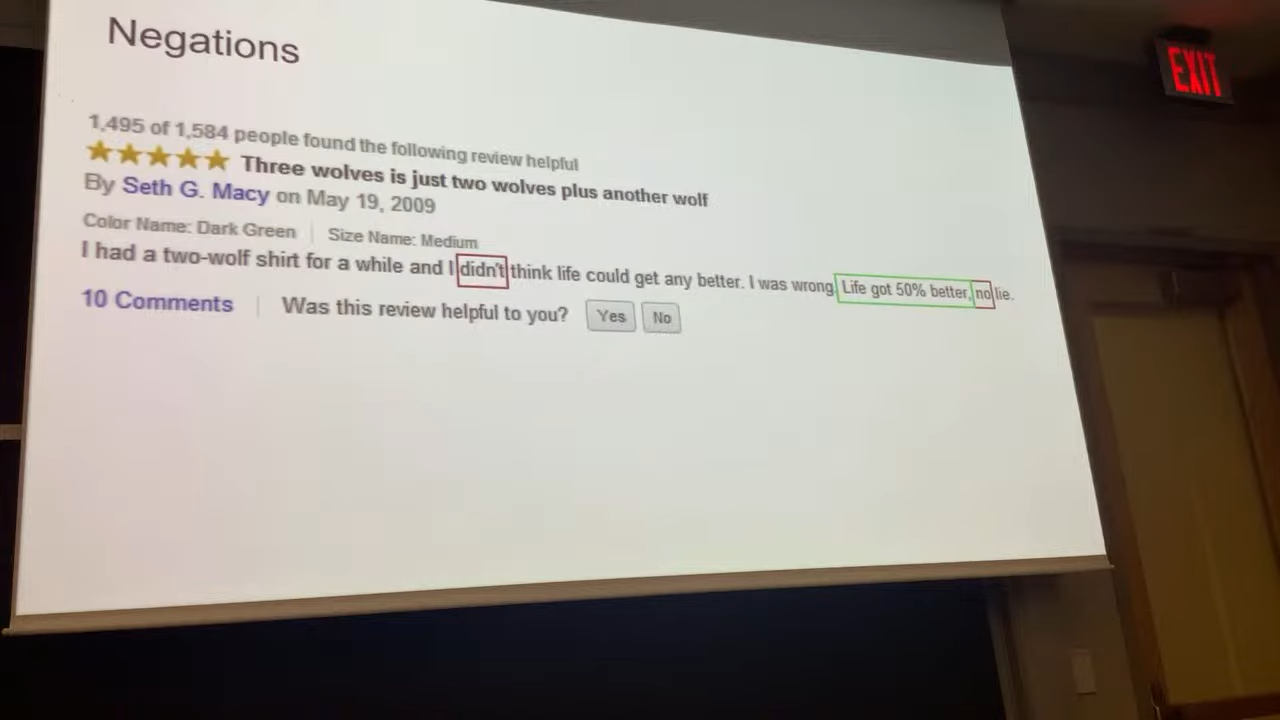 Negations
EXIT
1,495 of 1,584 people found the following review helpful
Three wolves is just two wolves plus another wolf
By Seth G. Macy on May 19, 2009
Color Name: Dark Green | Size Name: Medium
I had a two-wolf shirt for a while and I didn't think life could get any better. I was wrong. Life got 50% better, no lie.
10 Comments | Was this review helpful to you? Yes No